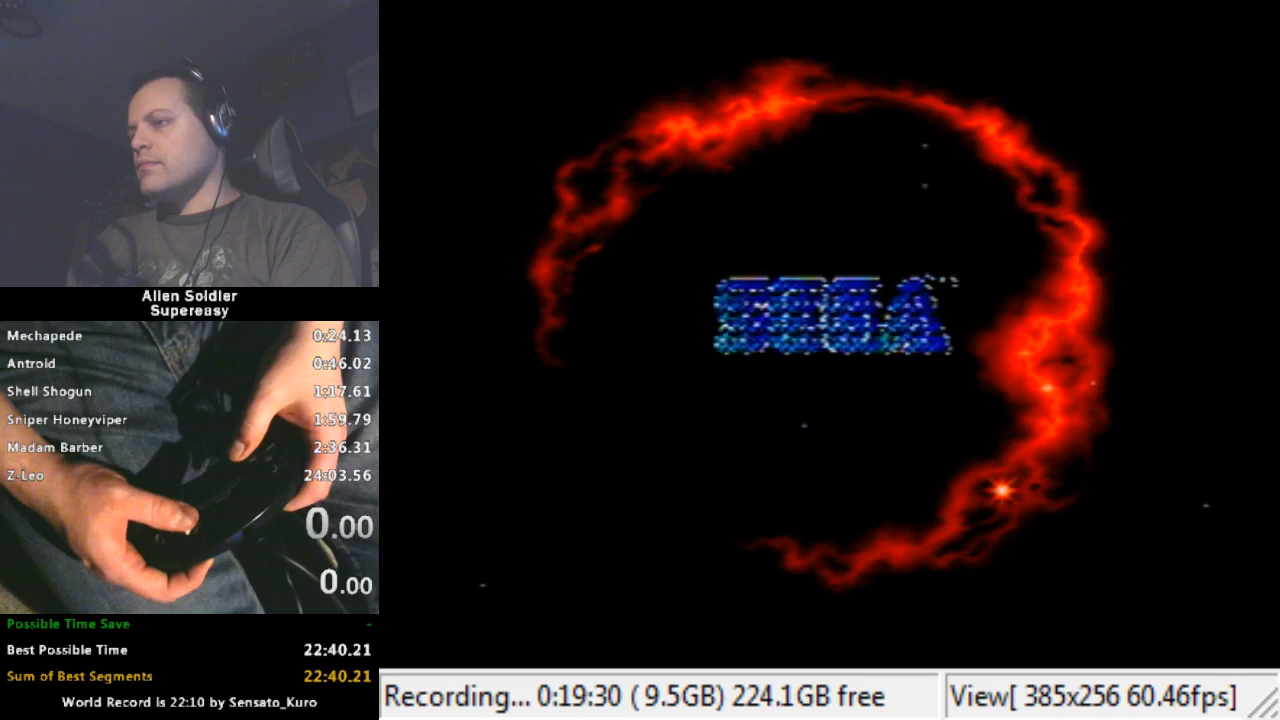 Alien Soldier
Supereasy
Mechapede 0:24.13
Antroid 0:46.02
Shell Shogun 1:17.61
Sniper Honeyviper 1:59.79
Madam Barber 2:36.31
Z-Leo 24:03.56
0.00
0.00
Possible Time Save -
Best Possible Time 22:40.21
Sum of Best Segments 22:40.21
World Record is 22:10 by Sensato_Kuro
SEGA
Recording... 0:19:30 ( 9.5GB) 224.1GB free
View[ 385x256 60.46fps]